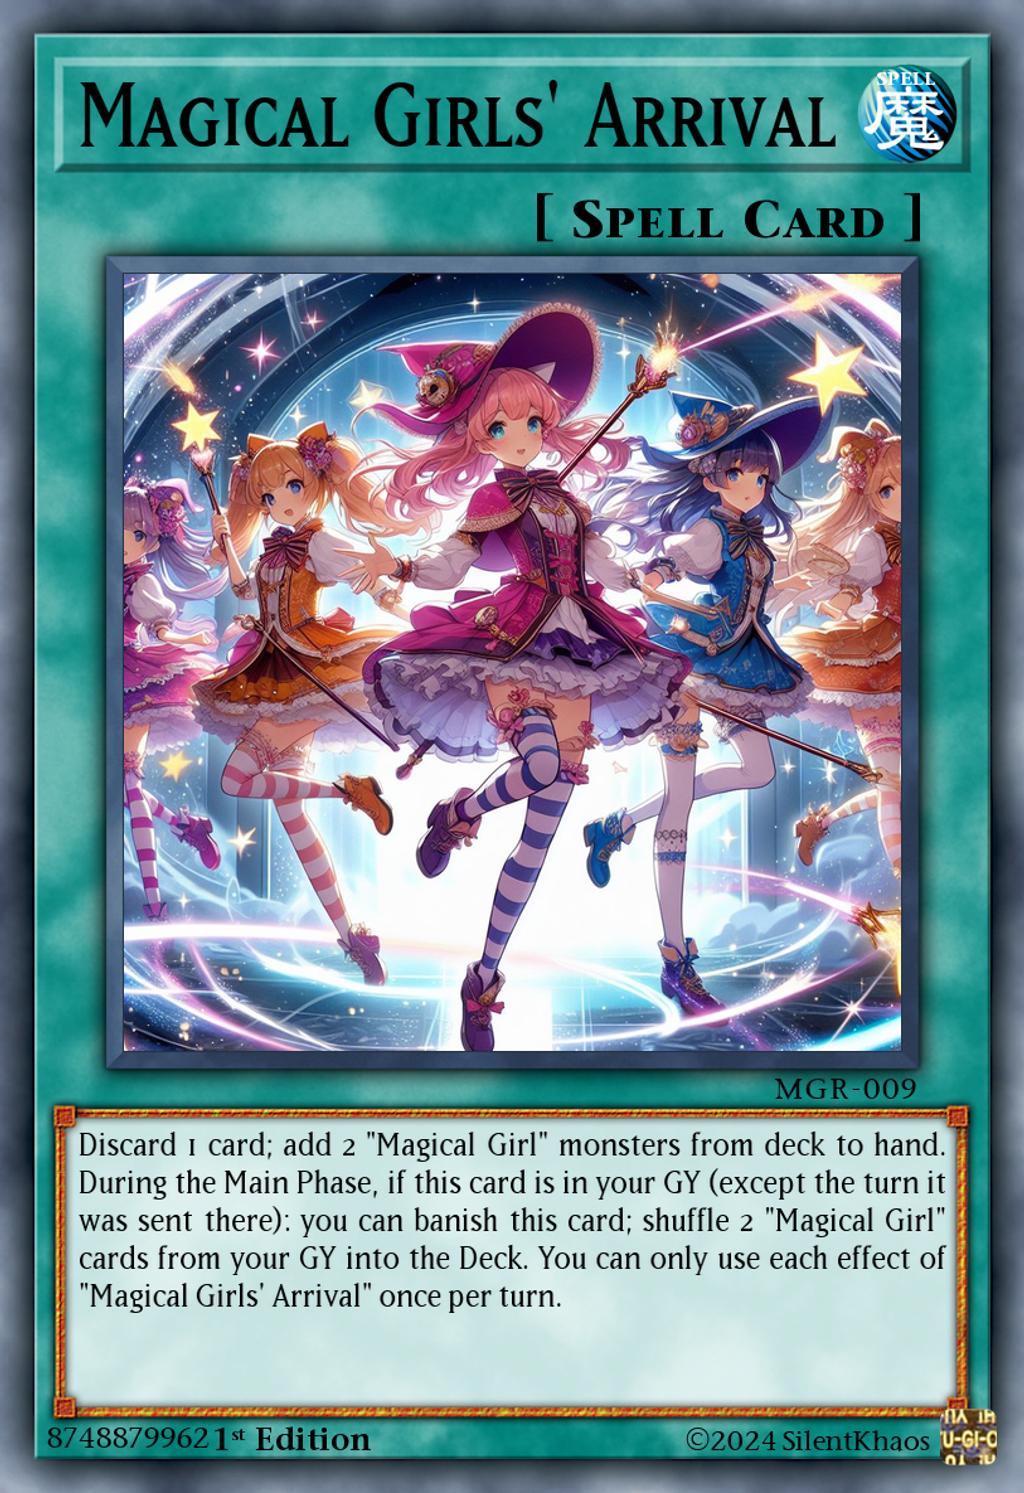 Magical Girls' Arrival
SPELL
魔
[ Spell Card ]
MGR-009
Discard 1 card; add 2 "Magical Girl" monsters from deck to hand.
During the Main Phase, if this card is in your GY (except the turn it
was sent there): you can banish this card; shuffle 2 "Magical Girl"
cards from your GY into the Deck. You can only use each effect of
"Magical Girls' Arrival" once per turn.
87488799621st Edition
©2024 SilentKhaos
U-GI-O